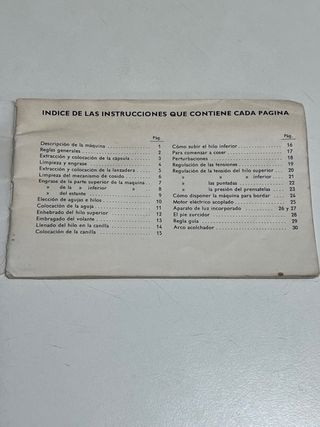 INDICE DE LAS INSTRUCCIONES QUE CONTIENE CADA PAGINA
Pág.
Descripción de la máquina . . . . . . . . . . 1
Reglas generales . . . . . . . . . . 2
Extracción y colocación de la cápsula . . . . 3
Limpieza y engrase . . . . . . . . . . 4
Extracción y colocación de la lanzadera . . . . 5
Limpieza del mecanismo de cosido . . . . 6
Engrase de la parte superior de la maquina . . 7
» de la » inferior » . . 8
» del estante . . . . . . . . . . 9
Elección de agujas e hilos . . . . . . . . . . 10
Colocación de la aguja . . . . . . . . . . 11
Enhebrado del hilo superior . . . . . . . . . . 12
Embragado del volante . . . . . . . . . . 13
Llenado del hilo en la canilla . . . . . . . . . . 14
Colocación de la canilla . . . . . . . . . . 15
Pág.
Cómo subir el hilo inferior . . . . . . . . . . 16
Para comenzar a coser . . . . . . . . . . 17
Perturbaciones . . . . . . . . . . 18
Regulación de las tensiones . . . . . . . . . . 19
Regulación de la tensión del hilo superior . . 20
» » » » inferior . . 21
» las puntadas . . . . . . . . . . 22
» la presión del prensatelas . . 23
Cómo disponer la máquina para bordar . . 24
Motor eléctrico acoplado . . . . . . . . . . 25
Aparato de luz incorporado . . . . . . 26 y 27
El pie zurcidor . . . . . . . . . . 28
Regla guía . . . . . . . . . . 29
Arco acolchador . . . . . . . . . . 30